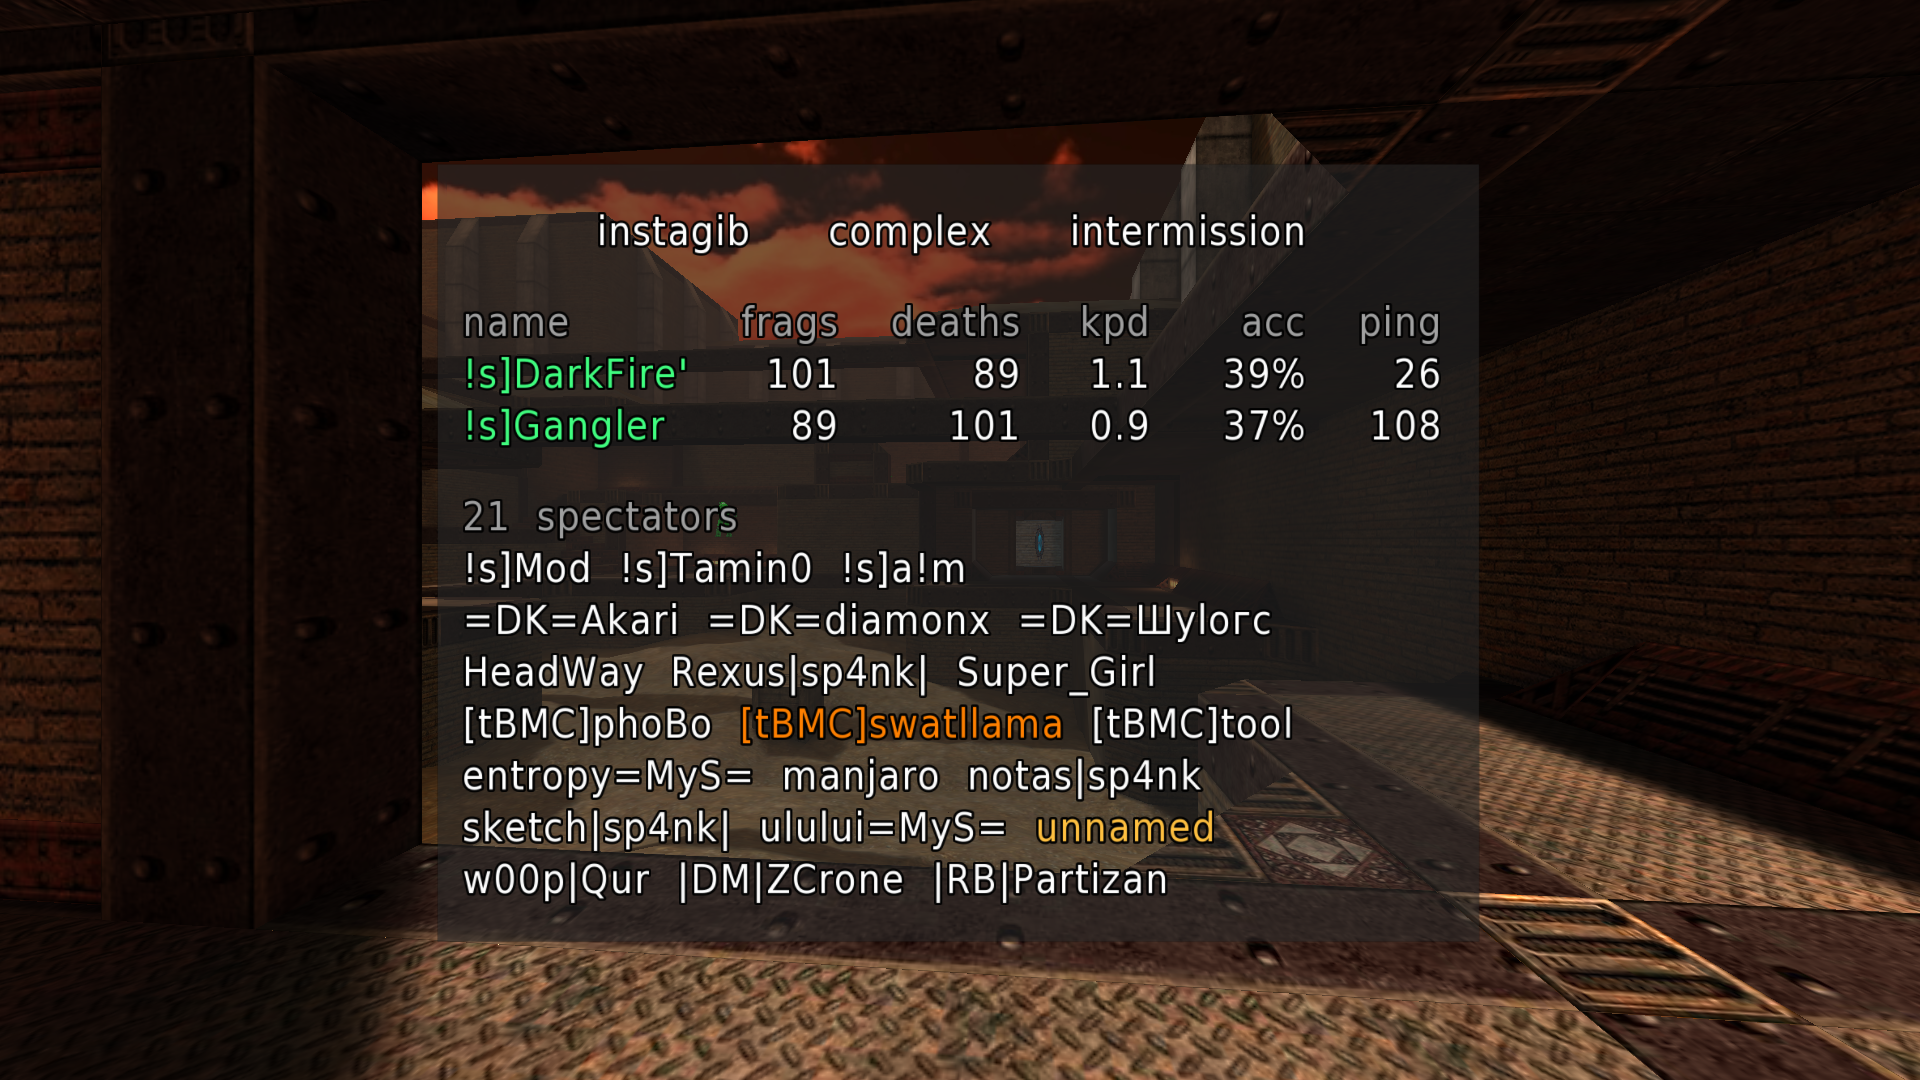 instagib complex intermission
name frags deaths kpd acc ping
!s]DarkFire' 101 89 1.1 39% 26
!s]Gangler 89 101 0.9 37% 108
21 spectators
!s]Mod !s]Tamin0 !s]a!m
=DK=Akari =DK=diamonx =DK=Шylоrс
HeadWay Rexus|sp4nk| Super_Girl
[tBMC]phoBo [tBMC]swatllama [tBMC]tool
entropy=MyS= manjaro notas|sp4nk
sketch|sp4nk| ulului=MyS= unnamed
w00p|Qur |DM|ZCrone |RB|Partizan